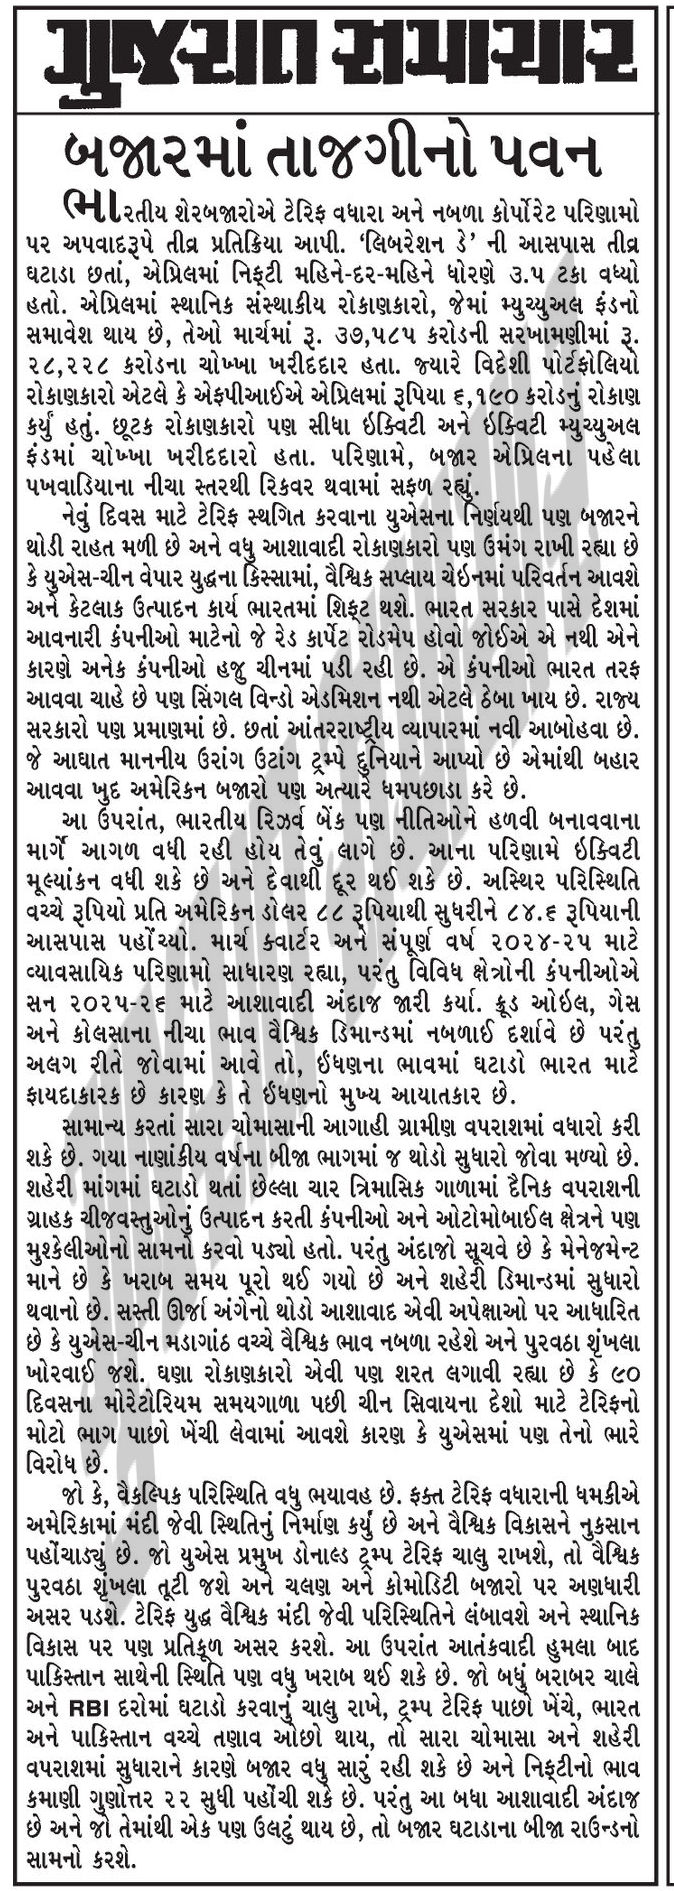 ગુજરાત સમાચાર
બજારમાં તાજગીનો પવન
ભારતીય શેરબજારોએ ટેરિફ વધારા અને નબળા કોર્પોરેટ પરિણામો
પર અપવાદરૂપે તીવ્ર પ્રતિક્રિયા આપી. ‘લિબરેશન ડે’ ની આસપાસ તીવ્ર
ઘટાડા છતાં, એપ્રિલમાં નિફ્ટી મહિને-દર-મહિને ધોરણે ૩.૫ ટકા વધ્યો
હતો. એપ્રિલમાં સ્થાનિક સંસ્થાકીય રોકાણકારો, જેમાં મ્યુચ્યુઅલ ફંડનો
સમાવેશ થાય છે, તેઓ માર્ચમાં રૂ. ૩૭,૫૮૫ કરોડની સરખામણીમાં રૂ.
૨૮,૨૨૮ કરોડના ચોખ્ખા ખરીદદાર હતા. જ્યારે વિદેશી પોર્ટફોલિયો
રોકાણકારો એટલે કે એફપીઆઈએ એપ્રિલમાં રૂપિયા ૬,૧૯૦ કરોડનું રોકાણ
કર્યું હતું. છૂટક રોકાણકારો પણ સીધા ઇક્વિટી અને ઇક્વિટી મ્યુચ્યુઅલ
ફંડમાં ચોખ્ખા ખરીદદારો હતા. પરિણામે, બજાર એપ્રિલના પહેલા
પખવાડિયાના નીચા સ્તરથી રિકવર થવામાં સફળ રહ્યું.
નેવું દિવસ માટે ટેરિફ સ્થગિત કરવાના યુએસના નિર્ણયથી પણ બજારને
થોડી રાહત મળી છે અને વધુ આશાવાદી રોકાણકારો પણ ઉમંગ રાખી રહ્યા છે
કે યુએસ-ચીન વેપાર યુદ્ધના કિસ્સામાં, વૈશ્વિક સપ્લાય ચેઇનમાં પરિવર્તન આવશે
અને કેટલાક ઉત્પાદન કાર્ય ભારતમાં શિફ્ટ થશે. ભારત સરકાર પાસે દેશમાં
આવનારી કંપનીઓ માટેનો જે રેડ કાર્પેટ રોડમેપ હોવો જોઈએ એ નથી એને
કારણે અનેક કંપનીઓ હજુ ચીનમાં પડી રહી છે. એ કંપનીઓ ભારત તરફ
આવવા ચાહે છે પણ સિંગલ વિન્ડો એડમિશન નથી એટલે ઠેબા ખાય છે. રાજ્ય
સરકારો પણ પ્રમાણમાં છે. છતાં આંતરરાષ્ટ્રીય વ્યાપારમાં નવી આબોહવા છે.
જે આઘાત માનનીય ઉરાંગ ઉટાંગ ટ્રમ્પે દુનિયાને આપ્યો છે એમાંથી બહાર
આવવા ખુદ અમેરિકન બજારો પણ અત્યારે ધમપછાડા કરે છે.
આ ઉપરાંત, ભારતીય રિઝર્વ બેંક પણ નીતિઓને હળવી બનાવવાના
માર્ગે આગળ વધી રહી હોય તેવું લાગે છે. આના પરિણામે ઇક્વિટી
મૂલ્યાંકન વધી શકે છે અને દેવાથી દૂર થઈ શકે છે. અસ્થિર પરિસ્થિતિ
વચ્ચે રૂપિયો પ્રતિ અમેરિકન ડોલર ૮૮ રૂપિયાથી સુધરીને ૮૪.૬ રૂપિયાની
આસપાસ પહોંચ્યો. માર્ચ ક્વાર્ટર અને સંપૂર્ણ વર્ષ ૨૦૨૪-૨૫ માટે
વ્યાવસાયિક પરિણામો સાધારણ રહ્યા, પરંતુ વિવિધ ક્ષેત્રોની કંપનીઓએ
સન ૨૦૨૫-૨૬ માટે આશાવાદી અંદાજ જારી કર્યા. ક્રૂડ ઓઇલ, ગેસ
અને કોલસાના નીચા ભાવ વૈશ્વિક ડિમાન્ડમાં નબળાઈ દર્શાવે છે પરંતુ
અલગ રીતે જોવામાં આવે તો, ઇંધણના ભાવમાં ઘટાડો ભારત માટે
ફાયદાકારક છે કારણ કે તે ઇંધણનો મુખ્ય આયાતકાર છે.
સામાન્ય કરતાં સારા ચોમાસાની આગાહી ગ્રામીણ વપરાશમાં વધારો કરી
શકે છે. ગયા નાણાંકીય વર્ષના બીજા ભાગમાં જ થોડો સુધારો જોવા મળ્યો છે.
શહેરી માંગમાં ઘટાડો થતાં છેલ્લા ચાર ત્રિમાસિક ગાળામાં દૈનિક વપરાશની
ગ્રાહક ચીજવસ્તુઓનું ઉત્પાદન કરતી કંપનીઓ અને ઓટોમોબાઈલ ક્ષેત્રને પણ
મુશ્કેલીઓનો સામનો કરવો પડ્યો હતો. પરંતુ અંદાજો સૂચવે છે કે મેનેજમેન્ટ
માને છે કે ખરાબ સમય પૂરો થઈ ગયો છે અને શહેરી ડિમાન્ડમાં સુધારો
થવાનો છે. સસ્તી ઊર્જા અંગેનો થોડો આશાવાદ એવી અપેક્ષાઓ પર આધારિત
છે કે યુએસ-ચીન મડાગાંઠ વચ્ચે વૈશ્વિક ભાવ નબળા રહેશે અને પુરવઠા શૃંખલા
ખોરવાઈ જશે. ઘણા રોકાણકારો એવી પણ શરત લગાવી રહ્યા છે કે ૯૦
દિવસના મોરેટોરિયમ સમયગાળા પછી ચીન સિવાયના દેશો માટે ટેરિફનો
મોટો ભાગ પાછો ખેંચી લેવામાં આવશે કારણ કે યુએસમાં પણ તેનો ભારે
વિરોધ છે.
જો કે, વૈકલ્પિક પરિસ્થિતિ વધુ ભયાવહ છે. ફક્ત ટેરિફ વધારાની ધમકીએ
અમેરિકામાં મંદી જેવી સ્થિતિનું નિર્માણ કર્યું છે અને વૈશ્વિક વિકાસને નુકસાન
પહોંચાડ્યું છે. જો યુએસ પ્રમુખ ડોનાલ્ડ ટ્રમ્પ ટેરિફ ચાલુ રાખશે, તો વૈશ્વિક
પુરવઠા શૃંખલા તૂટી જશે અને ચલણ અને કોમોડિટી બજારો પર અણધારી
અસર પડશે. ટેરિફ યુદ્ધ વૈશ્વિક મંદી જેવી પરિસ્થિતિને લંબાવશે અને સ્થાનિક
વિકાસ પર પણ પ્રતિકૂળ અસર કરશે. આ ઉપરાંત આતંકવાદી હુમલા બાદ
પાકિસ્તાન સાથેની સ્થિતિ પણ વધુ ખરાબ થઈ શકે છે. જો બધું બરાબર ચાલે
અને RBI દરોમાં ઘટાડો કરવાનું ચાલુ રાખે, ટ્રમ્પ ટેરિફ પાછો ખેંચે, ભારત
અને પાકિસ્તાન વચ્ચે તણાવ ઓછો થાય, તો સારા ચોમાસા અને શહેરી
વપરાશમાં સુધારાને કારણે બજાર વધુ સારું રહી શકે છે અને નિફ્ટીનો ભાવ
કમાણી ગુણોત્તર ૨૨ સુધી પહોંચી શકે છે. પરંતુ આ બધા આશાવાદી અંદાજ
છે અને જો તેમાંથી એક પણ ઉલટું થાય છે, તો બજાર ઘટાડાના બીજા રાઉન્ડનો
સામનો કરશે.